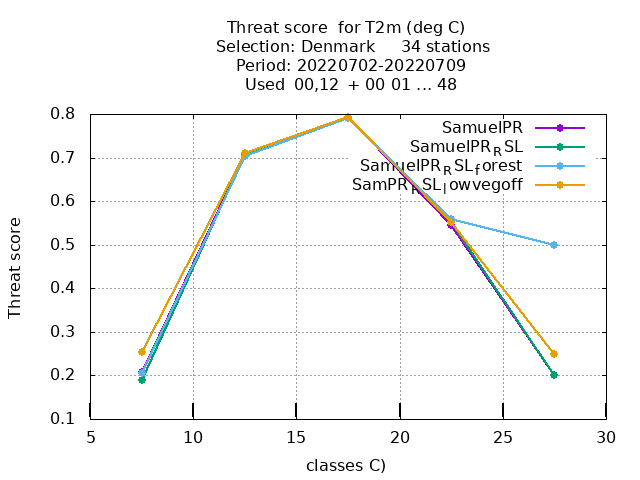 Threat score  for T2m (deg C)
Selection: Denmark     34 stations
Period: 20220702-20220709
Used  00,12  + 00 01 ... 48
Threat score
0.8
0.7
0.6
0.5
0.4
0.3
0.2
0.1
SamuelPR
SamuelPR_RSL
SamuelPR_RSL_forest
SamPR_RSL_lowvegoff
5 10 15 20 25 30
classes C)